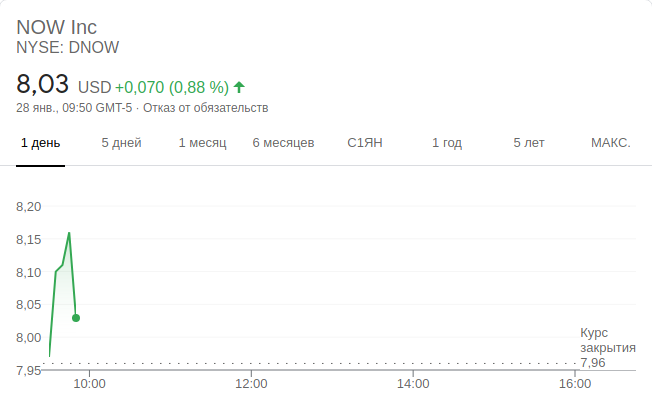 NOW Inc
NYSE: DNOW
8,03 USD +0,070 (0,88 %)
28 янв., 09:50 GMT-5 · Отказ от обязательств
1 день 5 дней 1 месяц 6 месяцев С1ЯН 1 год 5 лет МАКС.
8,20
8,15
8,10
8,05
8,00
7,95
Курс
закрытия
7,96
10:00 12:00 14:00 16:00